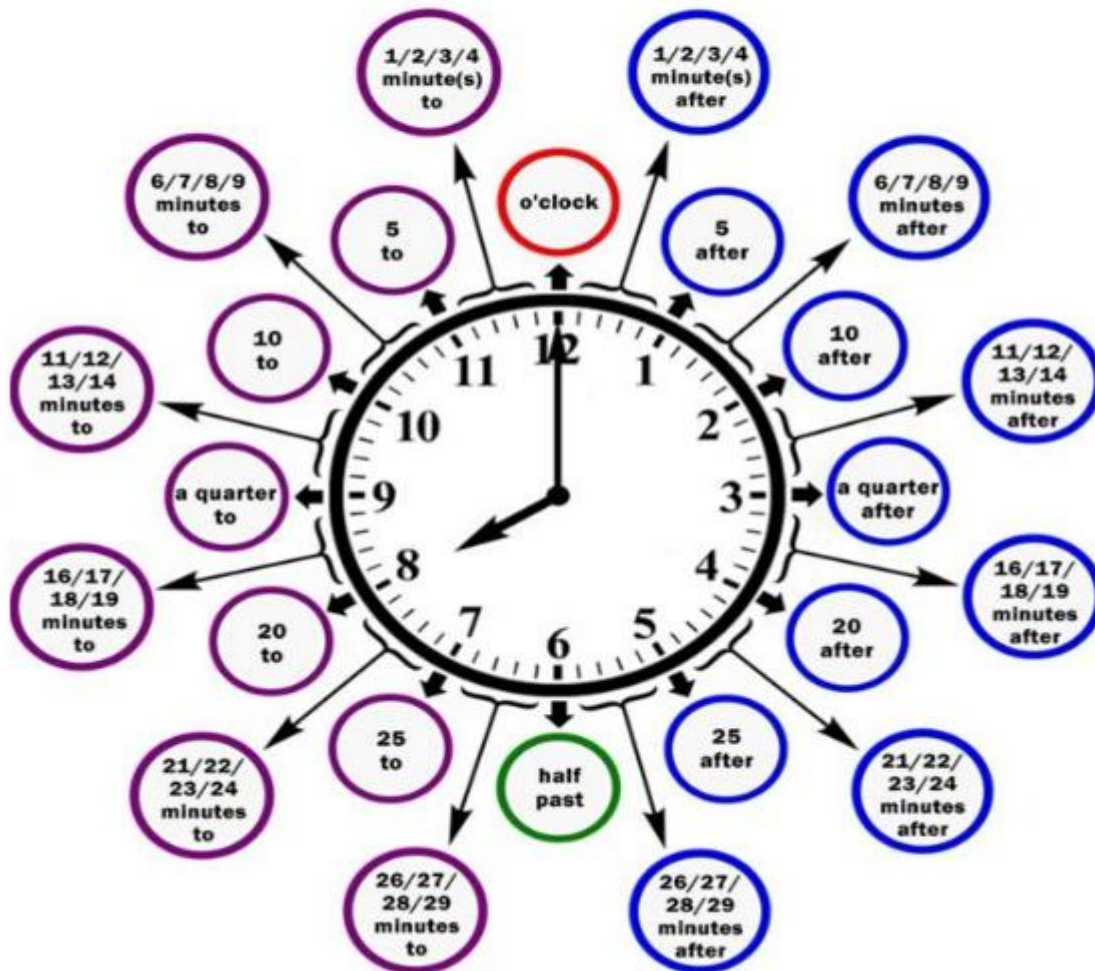 1/2/3/4
minute(s)
to
1/2/3/4
minute(s)
after
6/7/8/9
minutes
to
5
to
o'clock
5
after
6/7/8/9
minutes
after
11/12/
13/14
minutes
to
10
to
10
after
11/12/
13/14
minutes
after
a quarter
to
a quarter
after
16/17/
18/19
minutes
to
20
to
20
after
16/17/
18/19
minutes
after
21/22/
23/24
minutes
to
25
to
half
past
25
after
21/22/
23/24
minutes
after
26/27/
28/29
minutes
to
26/27/
28/29
minutes
after
12
1
2
3
4
5
6
7
8
9
10
11